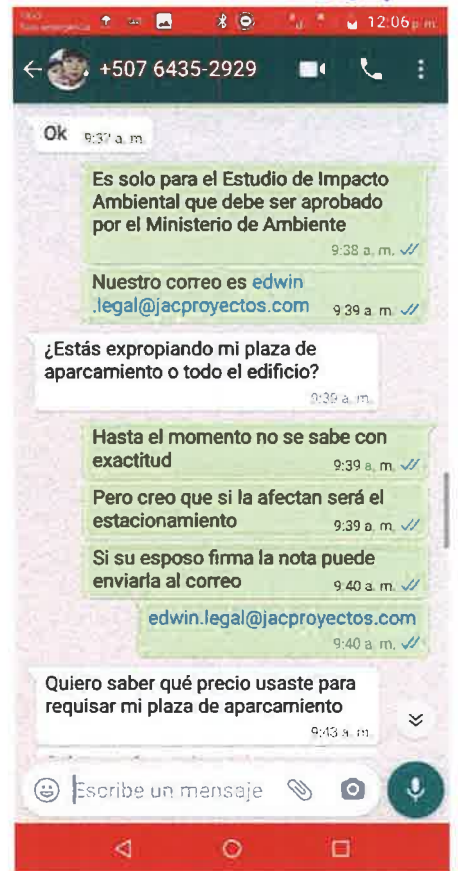 12:06 p. m.
+507 6435-2929
Ok 9:37 a. m.
Es solo para el Estudio de Impacto
Ambiental que debe ser aprobado
por el Ministerio de Ambiente
9:38 a. m.
Nuestro correo es edwin
.legal@jacproyectos.com 9:39 a. m.
¿Estás expropiando mi plaza de
aparcamiento o todo el edificio?
9:39 a. m.
Hasta el momento no se sabe con
exactitud 9:39 a. m.
Pero creo que si la afectan será el
estacionamiento 9:39 a. m.
Si su esposo firma la nota puede
enviarla al correo 9:40 a. m.
edwin.legal@jacproyectos.com
9:40 a. m.
Quiero saber qué precio usaste para
requisar mi plaza de aparcamiento
9:43 a. m.
Escribe un mensaje